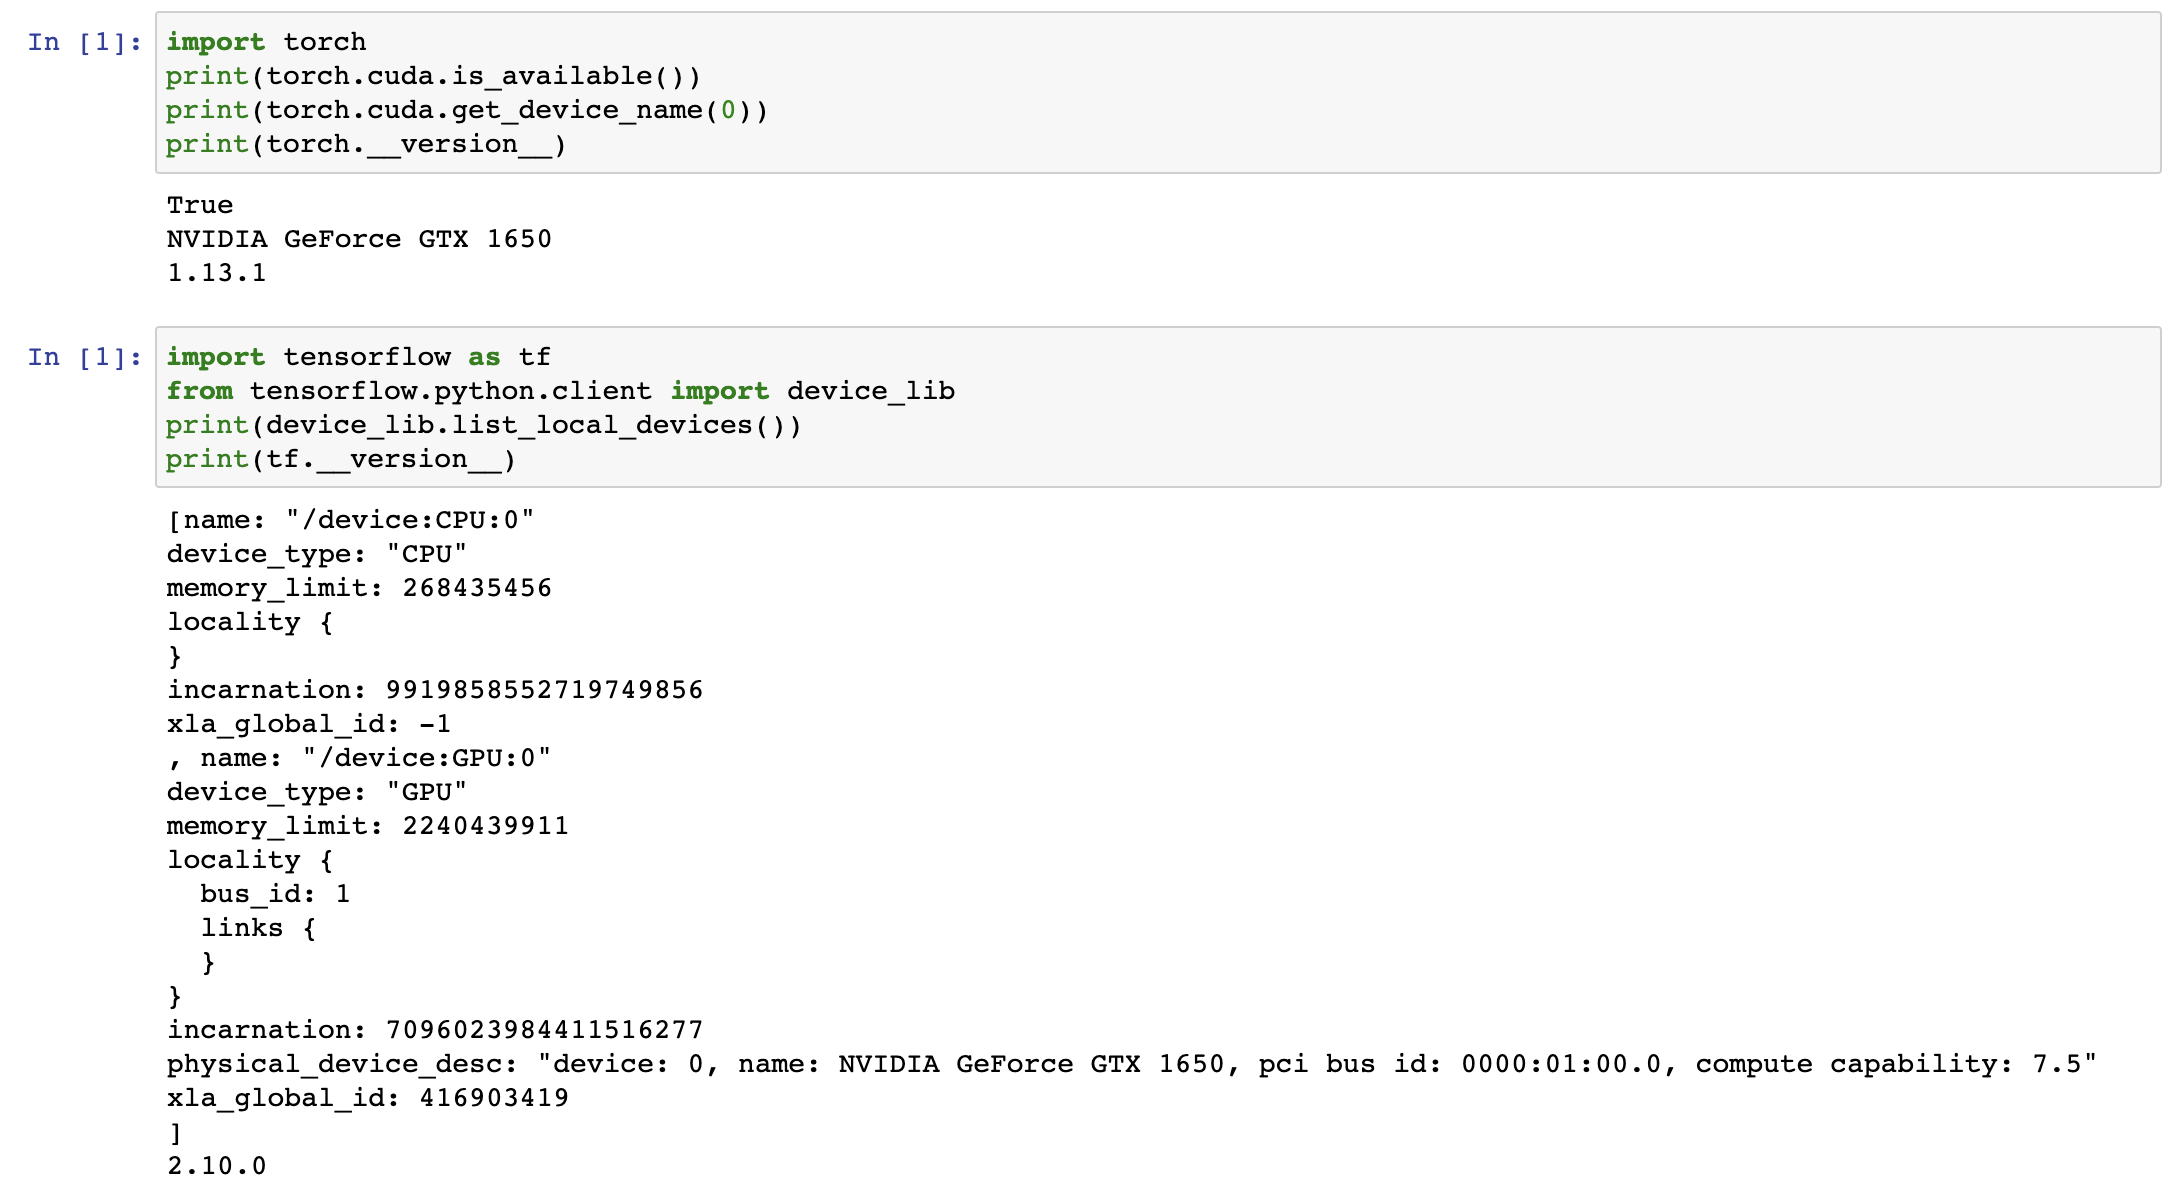 In [1]: import torch
print(torch.cuda.is_available())
print(torch.cuda.get_device_name(0))
print(torch.__version__)
True
NVIDIA GeForce GTX 1650
1.13.1
In [1]: import tensorflow as tf
from tensorflow.python.client import device_lib
print(device_lib.list_local_devices())
print(tf.__version__)
[name: "/device:CPU:0"
device_type: "CPU"
memory_limit: 268435456
locality {
}
incarnation: 9919858552719749856
xla_global_id: -1
, name: "/device:GPU:0"
device_type: "GPU"
memory_limit: 2240439911
locality {
  bus_id: 1
  links {
  }
}
incarnation: 7096023984411516277
physical_device_desc: "device: 0, name: NVIDIA GeForce GTX 1650, pci bus id: 0000:01:00.0, compute capability: 7.5"
xla_global_id: 416903419
]
2.10.0